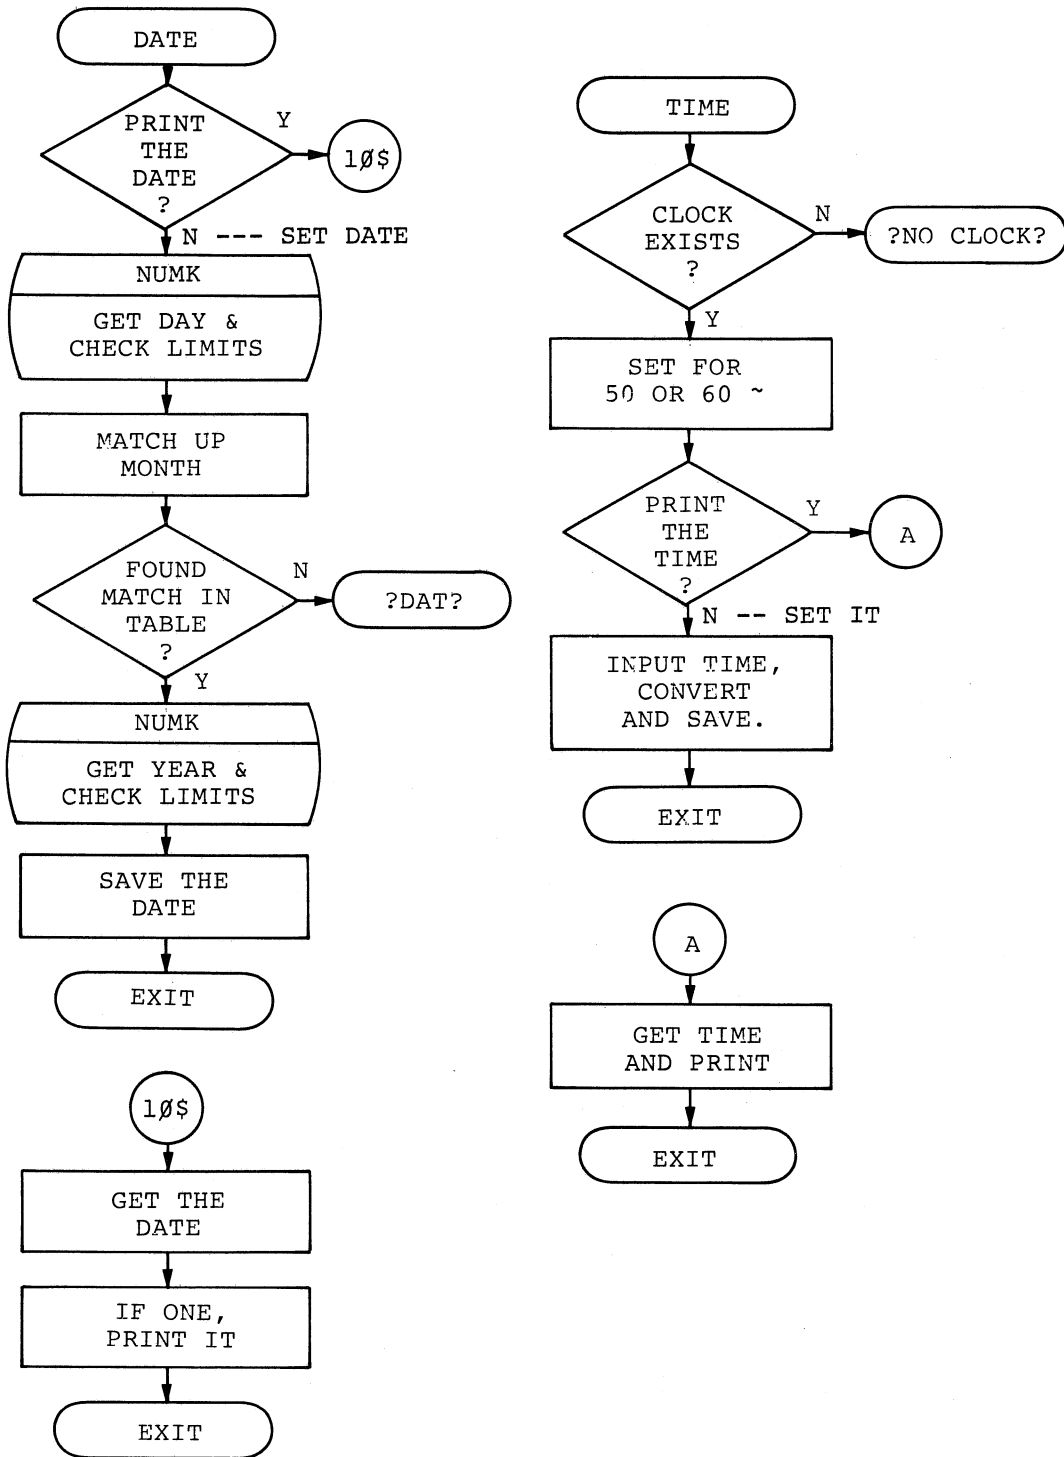 DATE
PRINT
THE
DATE
?
Y
1Ø$
N --- SET DATE
NUMK
GET DAY &
CHECK LIMITS
MATCH UP
MONTH
FOUND
MATCH IN
TABLE
?
N
?DAT?
Y
NUMK
GET YEAR &
CHECK LIMITS
SAVE THE
DATE
EXIT
1Ø$
GET THE
DATE
IF ONE,
PRINT IT
EXIT
TIME
CLOCK
EXISTS
?
N
?NO CLOCK?
Y
SET FOR
50 OR 60 ~
PRINT
THE
TIME
?
Y
A
N -- SET IT
INPUT TIME,
CONVERT
AND SAVE.
EXIT
A
GET TIME
AND PRINT
EXIT